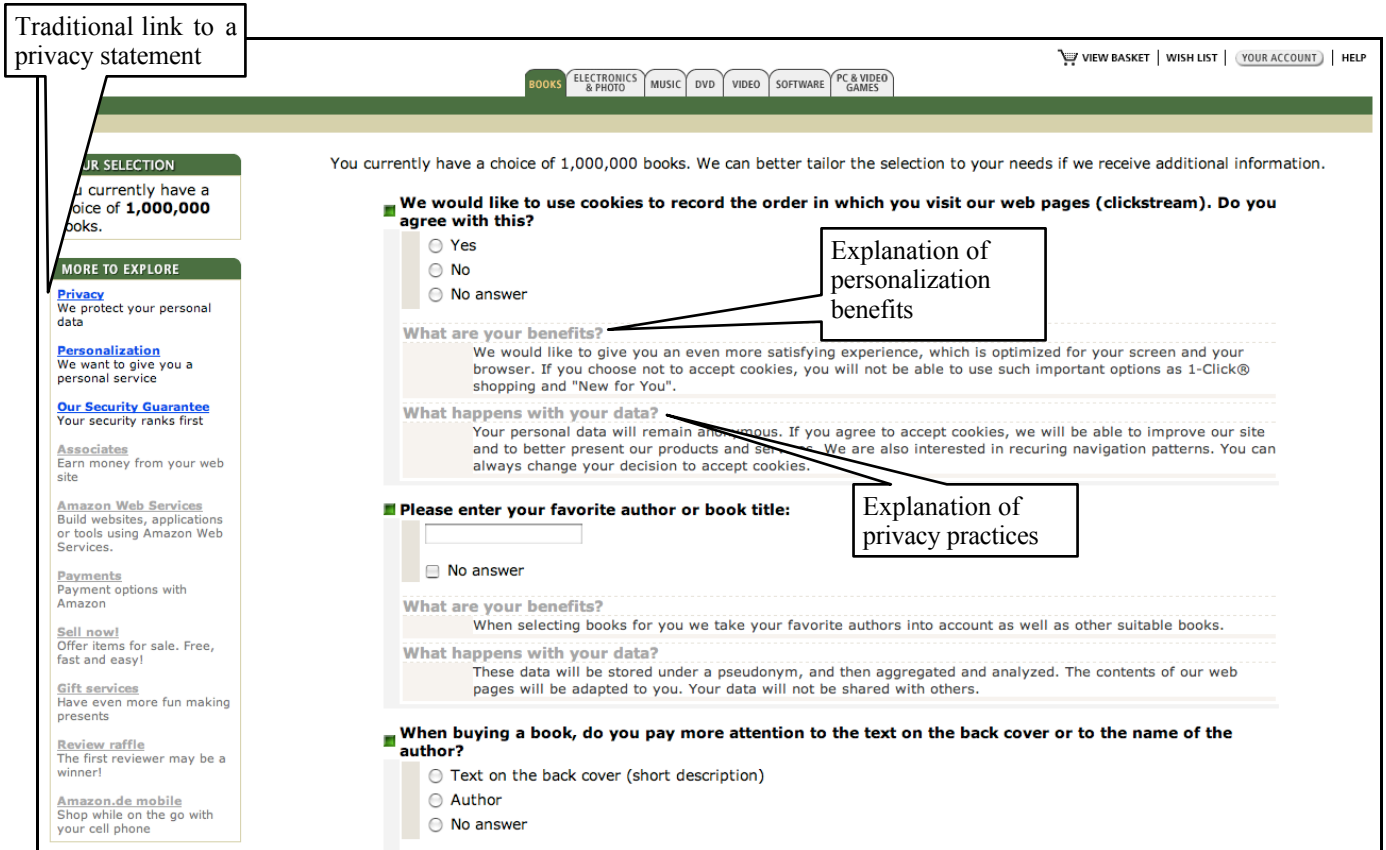 Traditional link to a
privacy statement
VIEW BASKET | WISH LIST | YOUR ACCOUNT | HELP
BOOKS
ELECTRONICS
& PHOTO
MUSIC
DVD
VIDEO
SOFTWARE
PC & VIDEO
GAMES
UR SELECTION
u currently have a
oice of 1,000,000
ooks.
MORE TO EXPLORE
Privacy
We protect your personal
data
Personalization
We want to give you a
personal service
Our Security Guarantee
Your security ranks first
Associates
Earn money from your web
site
Amazon Web Services
Build websites, applications
or tools using Amazon Web
Services.
Payments
Payment options with
Amazon
Sell now!
Offer items for sale. Free,
fast and easy!
Gift services
Have even more fun making
presents
Review raffle
The first reviewer may be a
winner!
Amazon.de mobile
Shop while on the go with
your cell phone
You currently have a choice of 1,000,000 books. We can better tailor the selection to your needs if we receive additional information.
We would like to use cookies to record the order in which you visit our web pages (clickstream). Do you
agree with this?
Yes
No
No answer
Explanation of
personalization
benefits
What are your benefits?
We would like to give you an even more satisfying experience, which is optimized for your screen and your
browser. If you choose not to accept cookies, you will not be able to use such important options as 1-Click®
shopping and "New for You".
What happens with your data?
Your personal data will remain anonymous. If you agree to accept cookies, we will be able to improve our site
and to better present our products and services. We are also interested in recuring navigation patterns. You can
always change your decision to accept cookies.
Explanation of
privacy practices
Please enter your favorite author or book title:
No answer
What are your benefits?
When selecting books for you we take your favorite authors into account as well as other suitable books.
What happens with your data?
These data will be stored under a pseudonym, and then aggregated and analyzed. The contents of our web
pages will be adapted to you. Your data will not be shared with others.
When buying a book, do you pay more attention to the text on the back cover or to the name of the
author?
Text on the back cover (short description)
Author
No answer